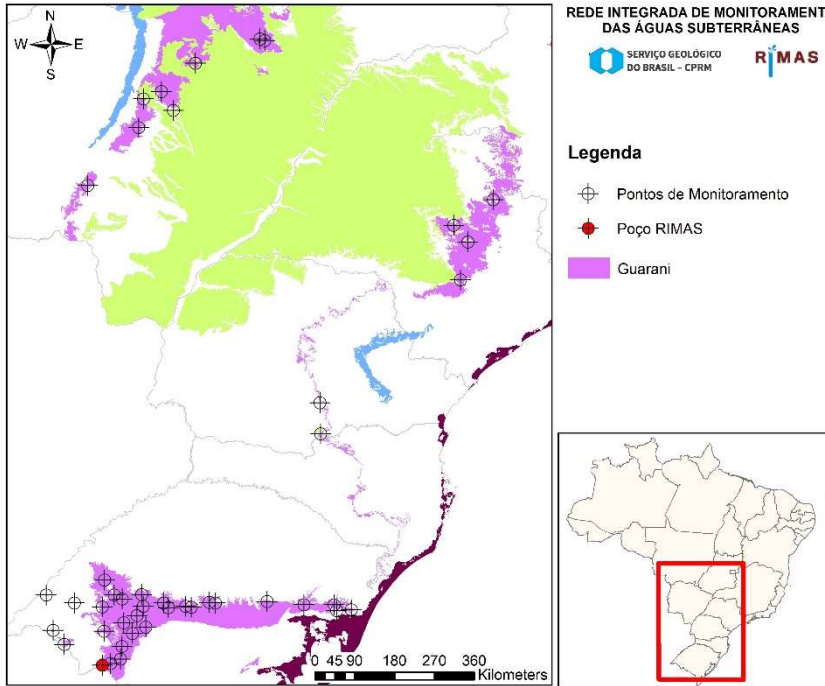 N
W E
S
REDE INTEGRADA DE MONITORAMENT
DAS ÁGUAS SUBTERRÂNEAS
SERVIÇO GEOLÓGICO
DO BRASIL – CPRM
RIMAS
Legenda
Pontos de Monitoramento
Poço RIMAS
Guarani
0 45 90 180 270 360
Kilometers